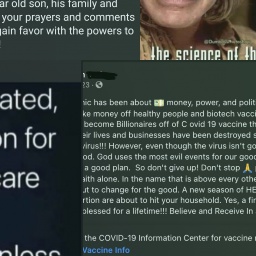 ar old son, his family and
your prayers and comments
gain favor with the powers to
!
the science of th
ated,
n for
care
nless
23 ·
nic has been about 💵 money, power, and polit
ke money off healthy people and biotech vacci
become Billionaires off of C ovid 19 vaccine th
eir lives and businesses have been destroyed s
virus!!! However, even though the virus isn't go
od. God uses the most evil events for our good
a good plan. So don't give up! Don't stop 🙏
aith alone. In the name that is above every othe
ut to change for the good. A new season of HE
rtion are about to hit your household. Yes, a fin
blessed for a lifetime!!! Believe and Receive In
the COVID-19 Information Center for vaccine r
Vaccine Info